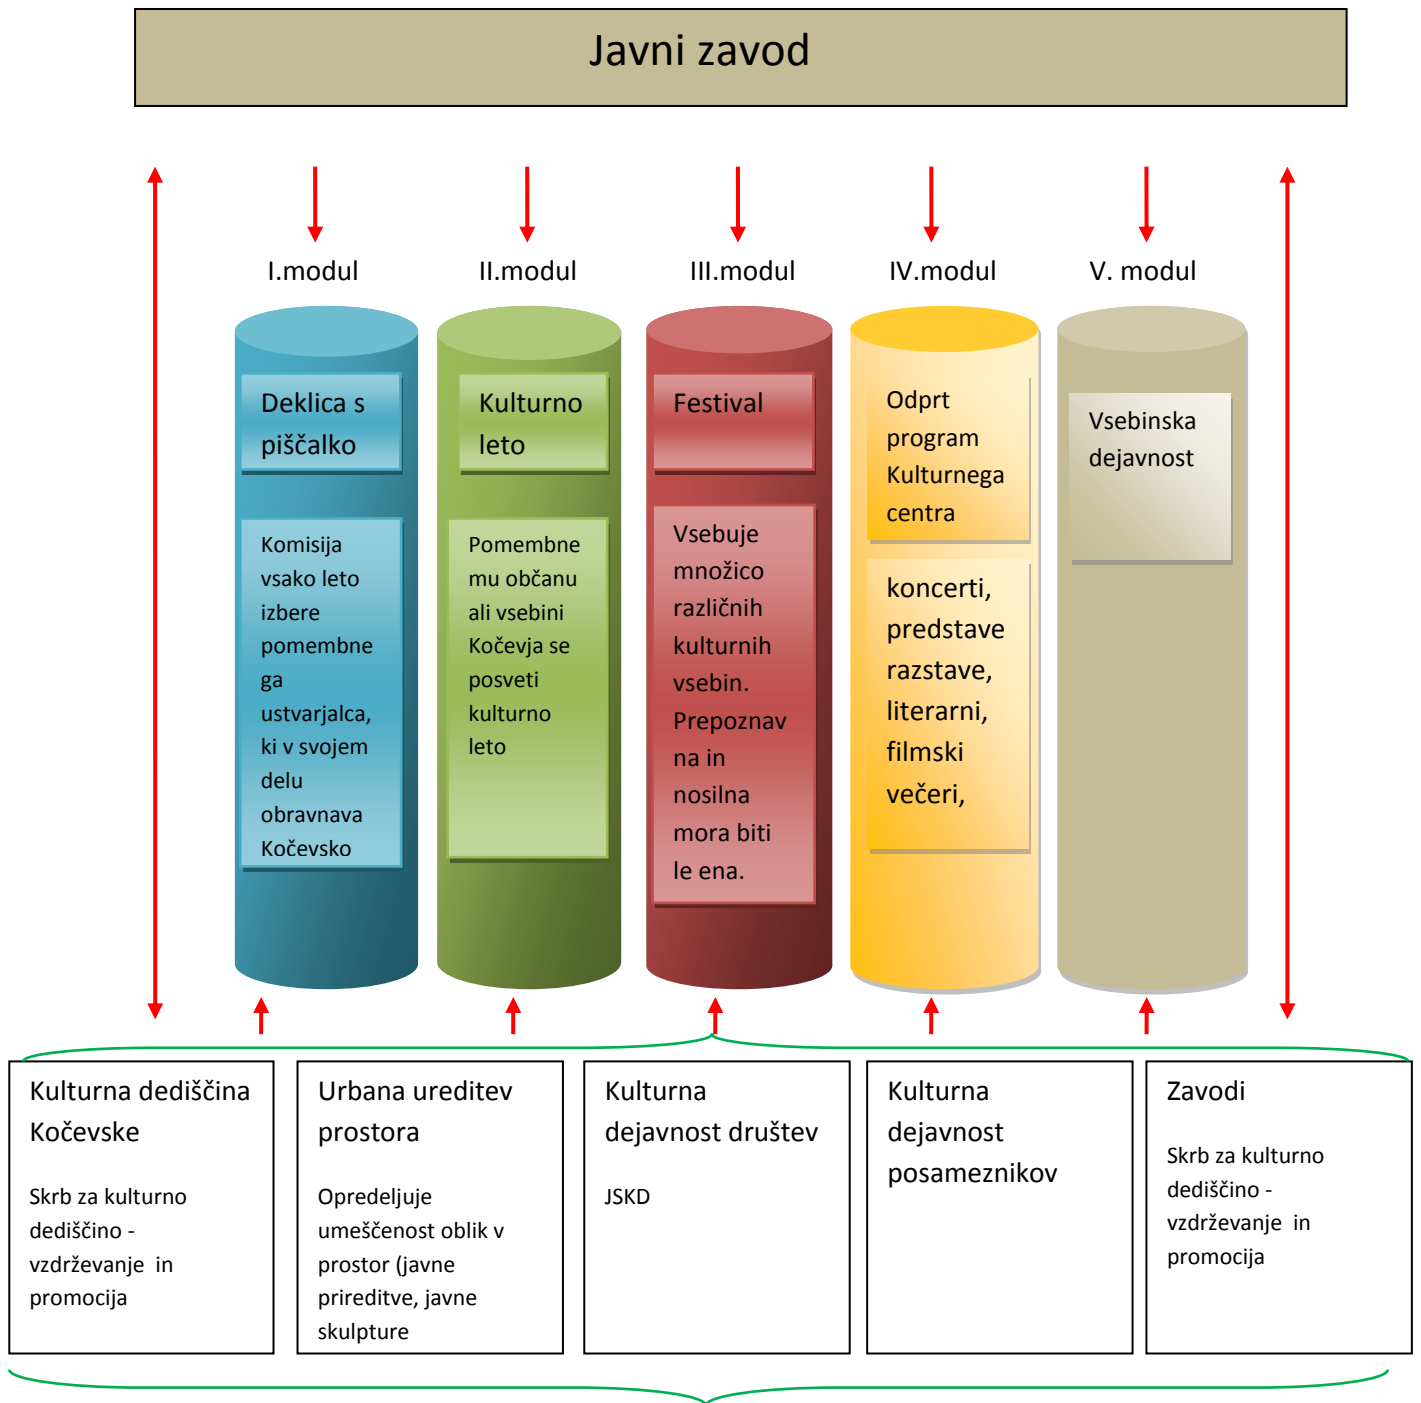 Javni zavod
I.modul
II.modul
III.modul
IV.modul
V. modul
Deklica s
piščalko
Komisija
vsako leto
izbere
pomembne
ga
ustvarjalca,
ki v svojem
delu
obravnava
Kočevsko
Kulturno
leto
Pomembne
mu občanu
ali vsebini
Kočevja se
posveti
kulturno
leto
Festival
Vsebuje
množico
različnih
kulturnih
vsebin.
Prepoznav
na in
nosilna
mora biti
le ena.
Odprt
program
Kulturnega
centra
koncerti,
predstave
razstave,
literarni,
filmski
večeri,
Vsebinska
dejavnost
Kulturna dediščina
Kočevske
Skrb za kulturno
dediščino -
vzdrževanje  in
promocija
Urbana ureditev
prostora
Opredeljuje
umeščenost oblik v
prostor (javne
prireditve, javne
skulpture
Kulturna
dejavnost društev
JSKD
Kulturna
dejavnost
posameznikov
Zavodi
Skrb za kulturno
dediščino -
vzdrževanje  in
promocija